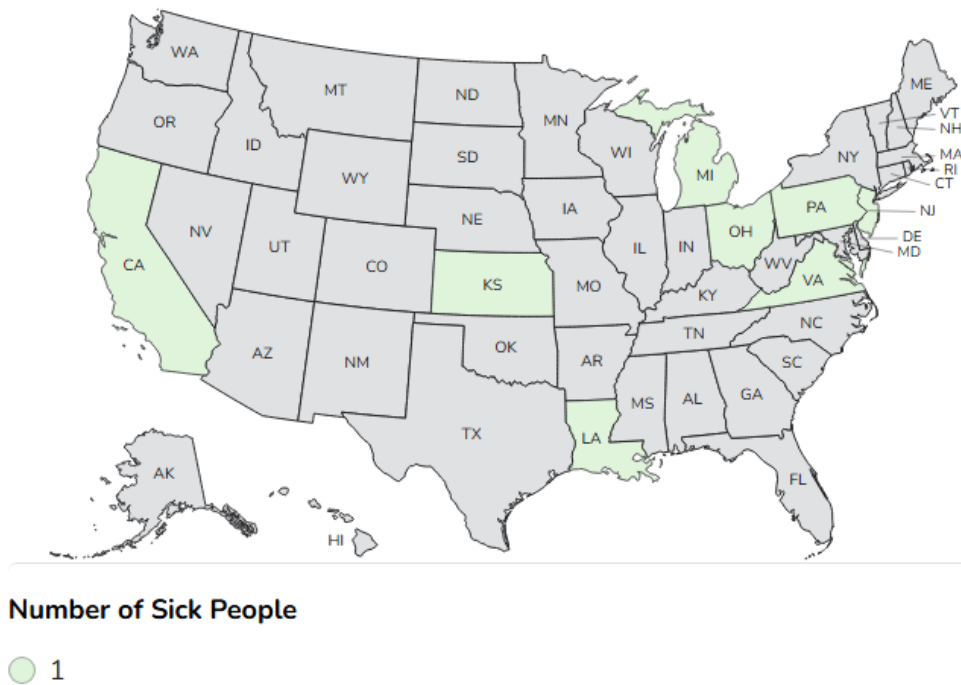 WA
MT
ND
MN
ME
VT
NH
OR
ID
SD
WI
NY
MA
RI
CT
MI
WY
IA
PA
NE
NJ
NV
OH
UT
IL
IN
DE
MD
CO
WV
CA
KS
MO
VA
KY
NC
TN
OK
AR
SC
AZ
NM
MS
AL
GA
TX
LA
AK
FL
HI
Number of Sick People
1